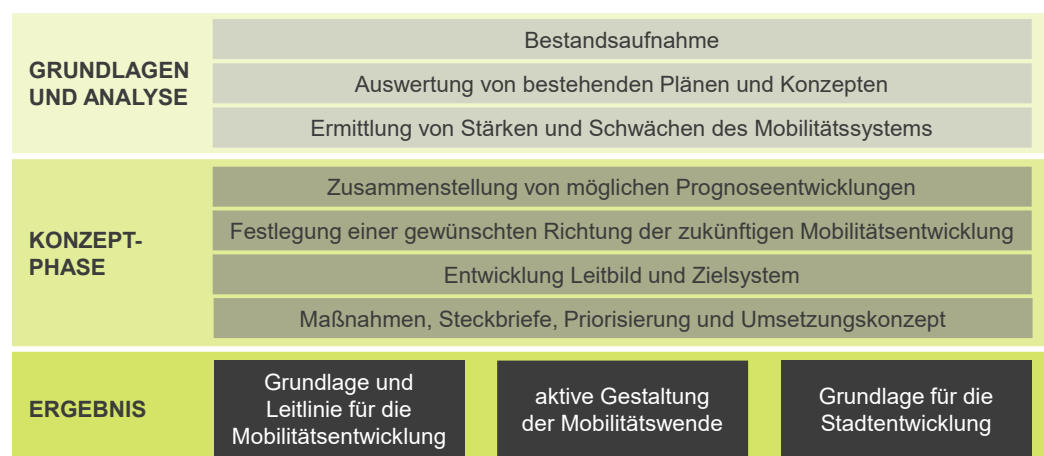 GRUNDLAGEN
UND ANALYSE
Bestandsaufnahme
Auswertung von bestehenden Plänen und Konzepten
Ermittlung von Stärken und Schwächen des Mobilitätssystems
KONZEPT-
PHASE
Zusammenstellung von möglichen Prognoseentwicklungen
Festlegung einer gewünschten Richtung der zukünftigen Mobilitätsentwicklung
Entwicklung Leitbild und Zielsystem
Maßnahmen, Steckbriefe, Priorisierung und Umsetzungskonzept
ERGEBNIS
Grundlage und
Leitlinie für die
Mobilitätsentwicklung
aktive Gestaltung
der Mobilitätswende
Grundlage für die
Stadtentwicklung